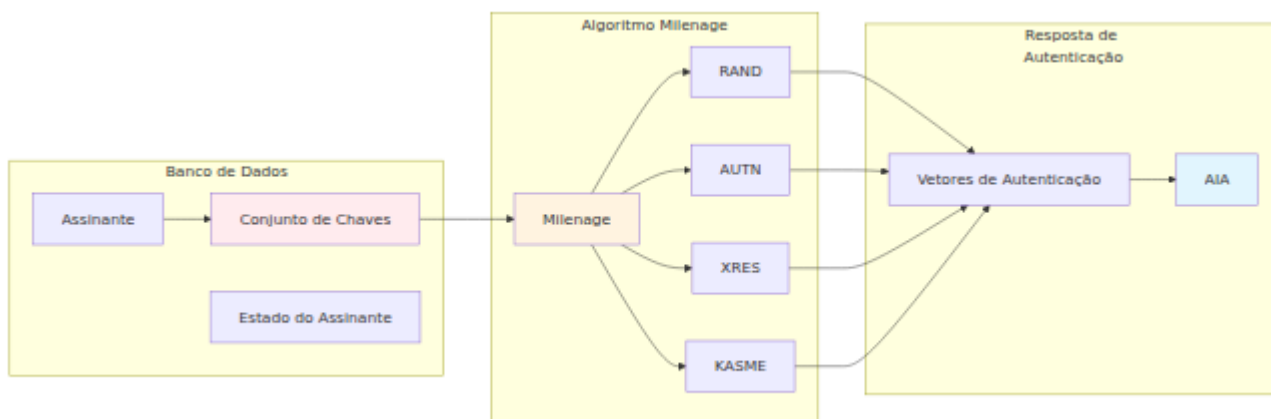 Banco de Dados
Assinante
Conjunto de Chaves
Estado do Assinante
Algoritmo Milenage
Milenage
RAND
AUTN
XRES
KASME
Resposta de
Autenticação
Vetores de Autenticação
AIA